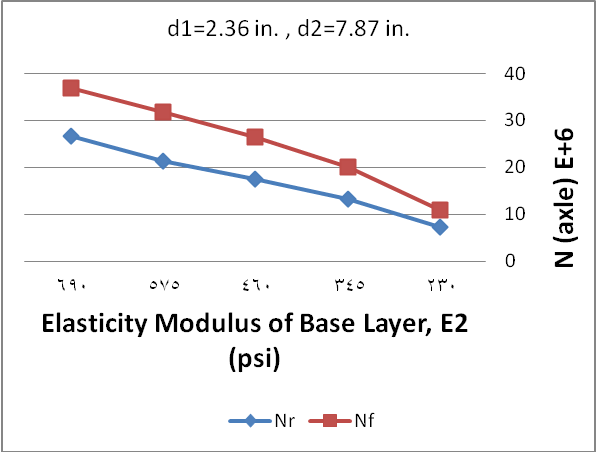 d1=2.36 in. , d2=7.87 in.
40
30
20
10
0
N (axle) E+6
٦٩٠ ٥٧٥ ٤٦٠ ٣٤٥ ٢٣٠
Elasticity Modulus of Base Layer, E2
(psi)
Nr Nf